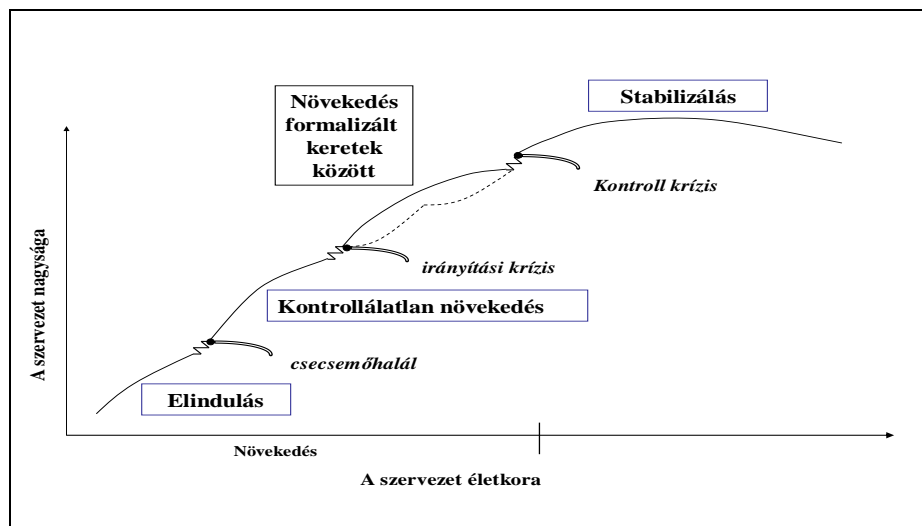 Növekedés
formalizált
keretek
között
Stabilizálás
Kontroll krízis
irányítási krízis
Kontrollálatlan növekedés
csecsemőhalál
Elindulás
A szervezet nagysága
Növekedés
A szervezet életkora